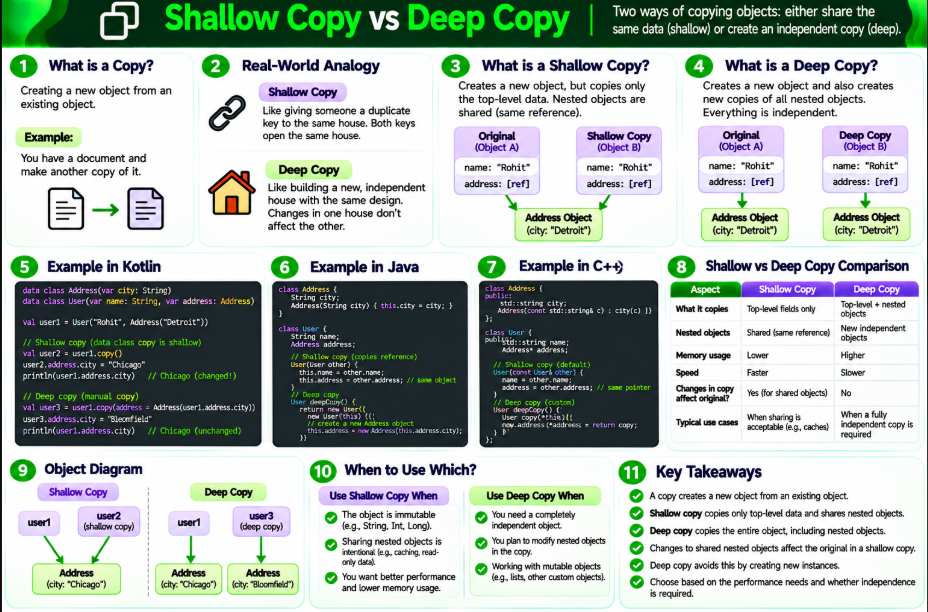 Shallow Copy vs Deep Copy
Two ways of copying objects: either share the
same data (shallow) or create an independent copy (deep).
1 What is a Copy?
Creating a new object from an
existing object.
Example:
You have a document and
make another copy of it.
2 Real-World Analogy
Shallow Copy
Like giving someone a duplicate
key to the same house. Both keys
open the same house.
Deep Copy
Like building a new, independent
house with the same design.
Changes in one house don't
affect the other.
3 What is a Shallow Copy?
Creates a new object, but copies only
the top-level data. Nested objects are
shared (same reference).
Original
(Object A)
name: "Rohit"
address: [ref]
Shallow Copy
(Object B)
name: "Rohit"
address: [ref]
Address Object
(city: "Detroit")
4 What is a Deep Copy?
Creates a new object and also creates
new copies of all nested objects.
Everything is independent.
Original
(Object A)
name: "Rohit"
address: [ref]
Address Object
(city: "Detroit")
Deep Copy
(Object B)
name: "Rohit"
address: [ref]
Address Object
(city: "Detroit")
5 Example in Kotlin
data class Address(var city: String)
data class User(var name: String, var address: Address)
val user1 = User("Rohit", Address("Detroit"))
// Shallow copy (data class copy is shallow)
val user2 = user1.copy()
user2.address.city = "Chicago"
println(user1.address.city) // Chicago (changed!)
// Deep copy (manual copy)
val user3 = user1.copy(address = Address(user1.address.city))
user3.address.city = "Bloomfield"
println(user1.address.city) // Chicago (unchanged)
6 Example in Java
class Address {
String city;
Address(String city) { this.city = city; }
}
class User {
String name;
Address address;
// Shallow copy (copies reference)
User(User other) {
this.name = other.name;
this.address = other.address; // same object
// Deep copy
User deepCopy() {
return new User((
new User(this) ((
// create a new Address object
this.address = new Address(this.address.city);
}}
7 Example in C++
class Address {
public:
std::string city;
Address(const std::string& c) : city(c) }}
};
class User {
public:
std::string name;
Address* address;
// Shallow copy (default)
User(const User& other) {
name = other.name;
address = other.address; // same pointer
} // Deep copy (custom)
User deepCopy() {
User copy(*this);
new.address(*address = return copy;
} }
};
8 Shallow vs Deep Copy Comparison
Aspect Shallow Copy Deep Copy
What it copies Top-level fields only Top-level + nested objects
Nested objects Shared (same reference) New independent objects
Memory usage Lower Higher
Speed Faster Slower
Changes in copy affect original? Yes (for shared objects) No
Typical use cases When sharing is acceptable (e.g., caches) When a fully independent copy is required
9 Object Diagram
Shallow Copy
user1
user2
(shallow copy)
Address
(city: "Chicago")
Deep Copy
user1
user3
(deep copy)
Address
(city: "Chicago")
Address
(city: "Bloomfield")
10 When to Use Which?
Use Shallow Copy When
The object is immutable
(e.g., String, Int, Long).
Sharing nested objects is
intentional (e.g., caching, read-
only data).
You want better performance
and lower memory usage.
Use Deep Copy When
You need a completely
independent object.
You plan to modify nested objects
in the copy.
Working with mutable objects
(e.g., lists, other custom objects).
11 Key Takeaways
A copy creates a new object from an existing object.
Shallow copy copies only top-level data and shares nested objects.
Deep copy copies the entire object, including nested objects.
Changes to shared nested objects affect the original in a shallow copy.
Deep copy avoids this by creating new instances.
Choose based on the performance needs and whether independence
is required.